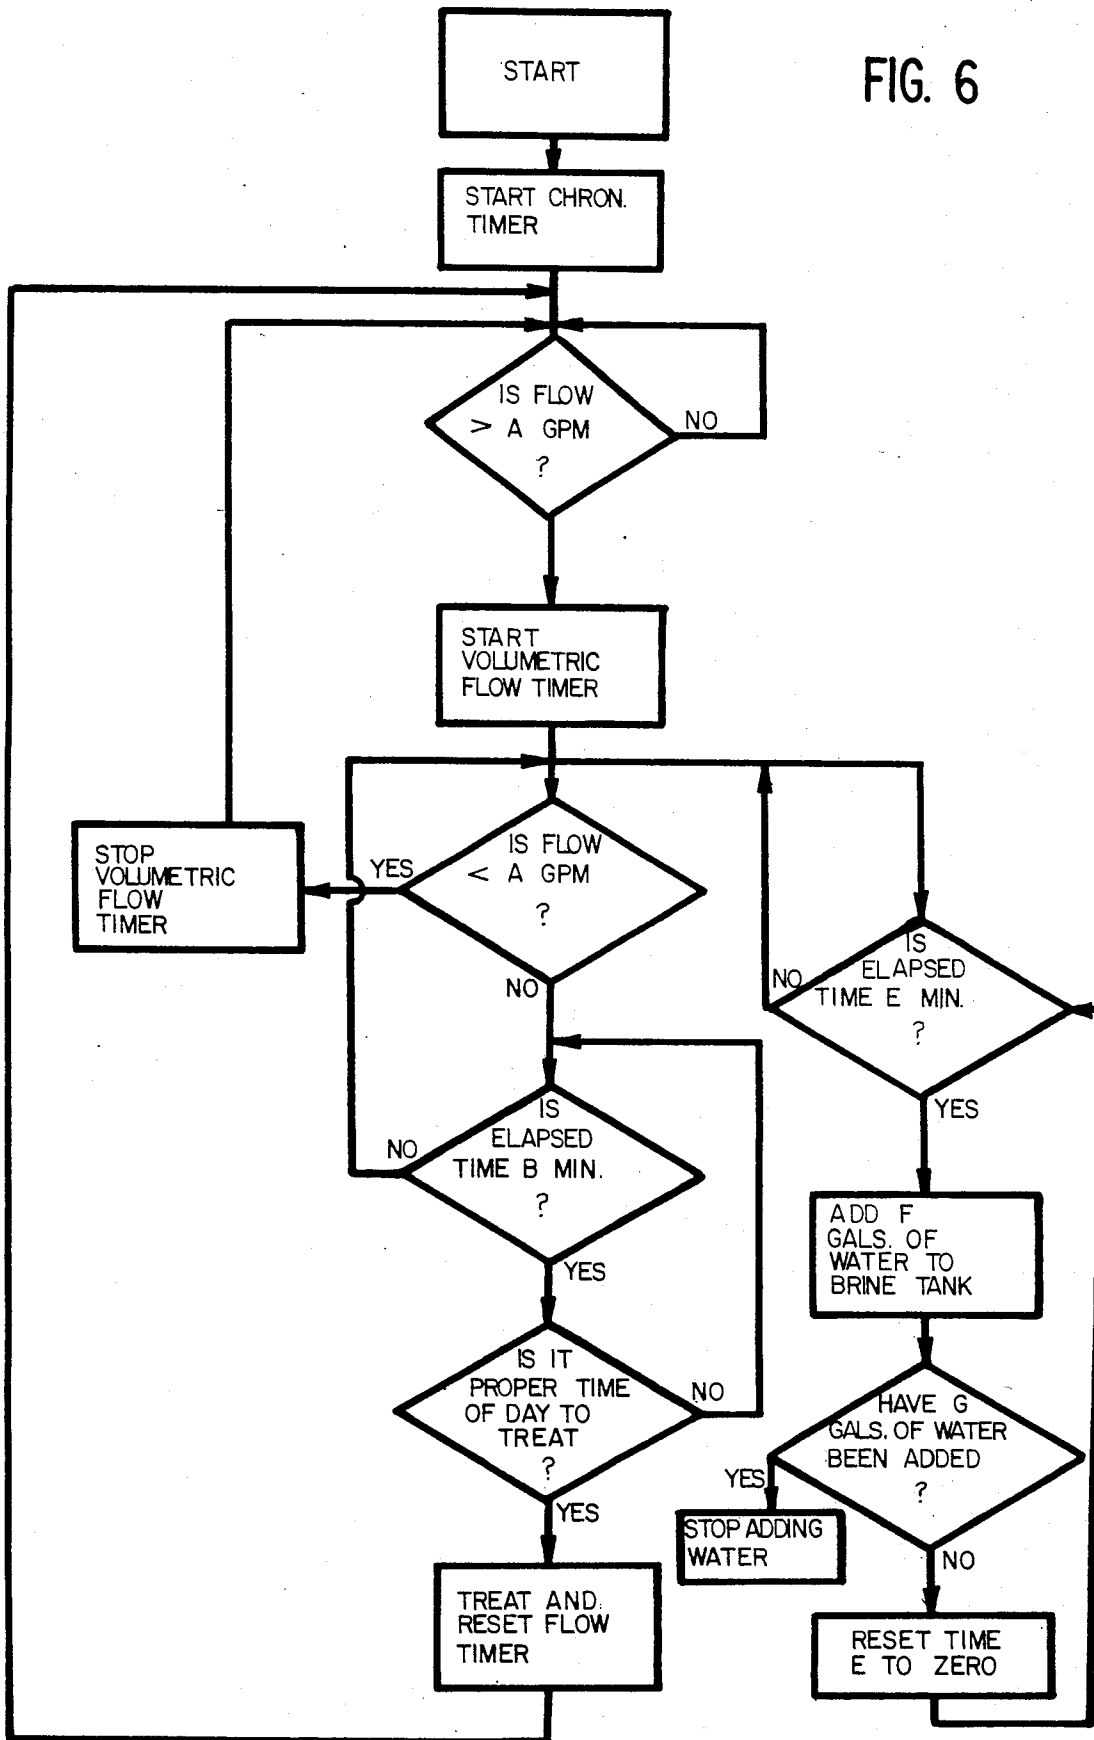 FIG. 6
START
START CHRON.
TIMER
IS FLOW
> A GPM
?
NO
START
VOLUMETRIC
FLOW TIMER
STOP
VOLUMETRIC
FLOW
TIMER
YES
IS FLOW
< A GPM
?
NO
IS
ELAPSED
TIME E MIN.
?
NO
YES
IS
ELAPSED
TIME B MIN.
?
NO
YES
ADD F
GALS. OF
WATER TO
BRINE TANK
IS IT
PROPER TIME
OF DAY TO
TREAT
?
NO
YES
HAVE G
GALS. OF WATER
BEEN ADDED
?
YES
NO
STOP ADDING
WATER
TREAT AND
RESET FLOW
TIMER
RESET TIME
E TO ZERO